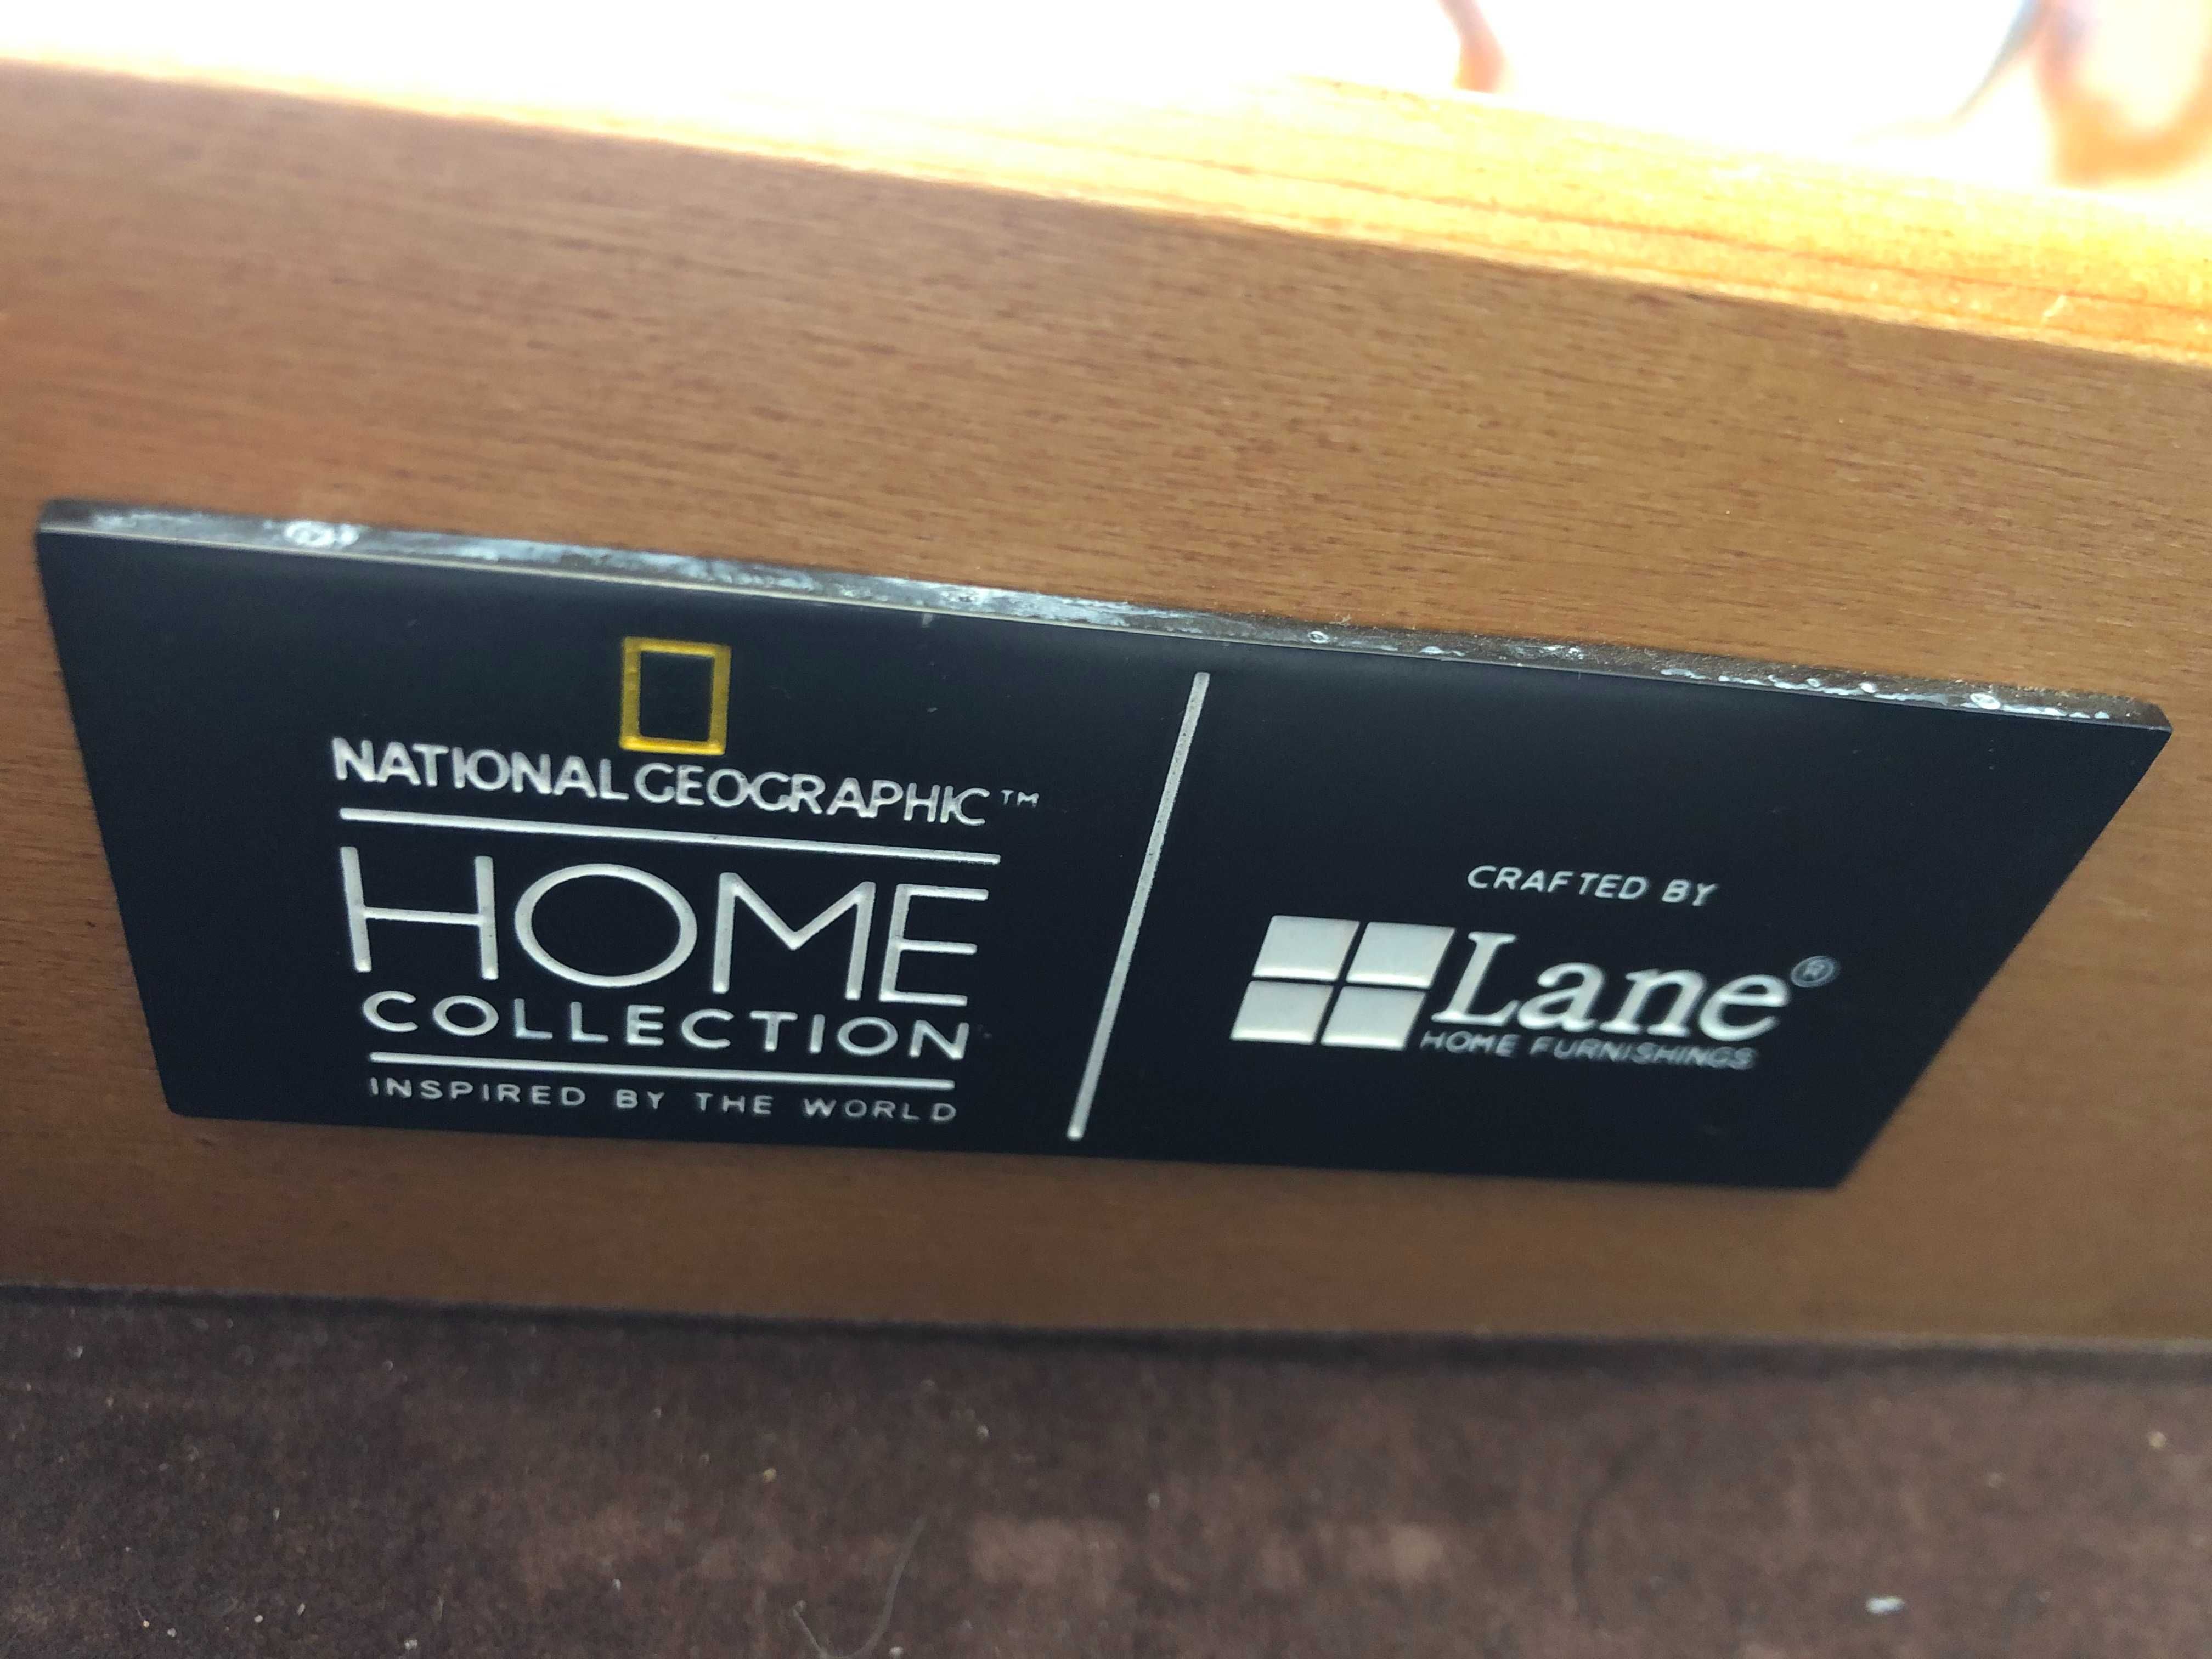 NATIONAL GEOGRAPHIC™
HOME
COLLECTION
INSPIRED BY THE WORLD
CRAFTED BY
Lane®
HOME FURNISHINGS